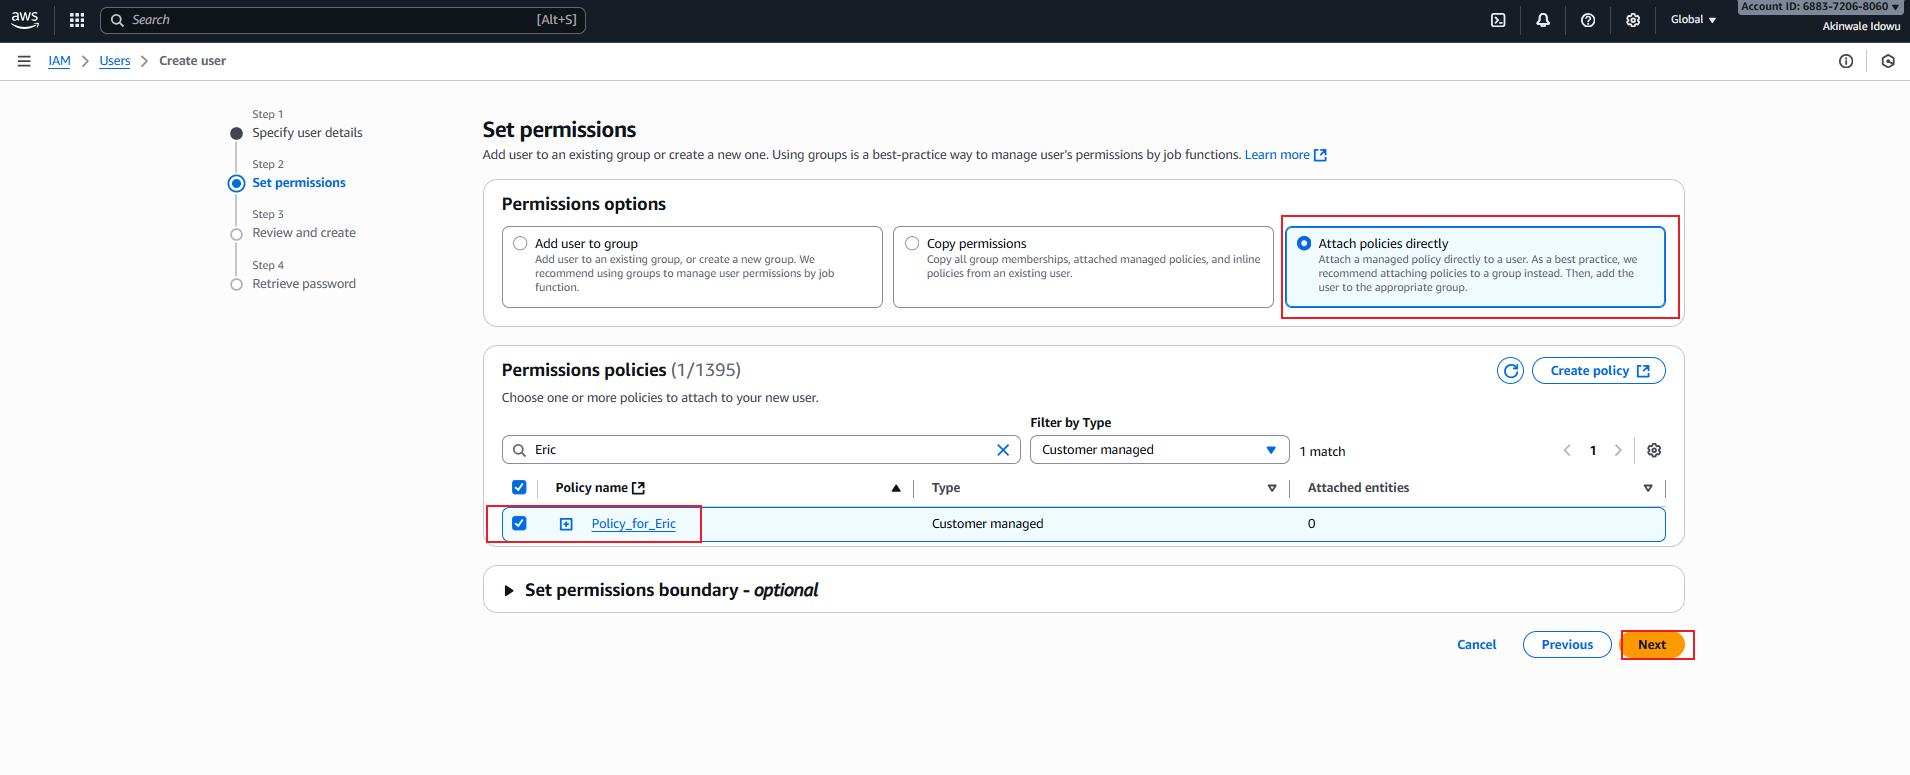 aws
Search
[Alt+S]
Global
Account ID: 6883-7206-8060
Akinwale Idowu
IAM
Users
Create user
Step 1
Specify user details
Step 2
Set permissions
Step 3
Review and create
Step 4
Retrieve password
Set permissions
Add user to an existing group or create a new one. Using groups is a best-practice way to manage user's permissions by job functions. Learn more
Permissions options
Add user to group
Add user to an existing group, or create a new group. We
recommend using groups to manage user permissions by job
function.
Copy permissions
Copy all group memberships, attached managed policies, and inline
policies from an existing user.
Attach policies directly
Attach a managed policy directly to a user. As a best practice, we
recommend attaching policies to a group instead. Then, add the
user to the appropriate group.
Permissions policies (1/1395)
Create policy
Choose one or more policies to attach to your new user.
Filter by Type
Eric
Customer managed
1 match
1
Policy name
Type
Attached entities
Policy_for_Eric
Customer managed
0
Set permissions boundary - optional
Cancel
Previous
Next